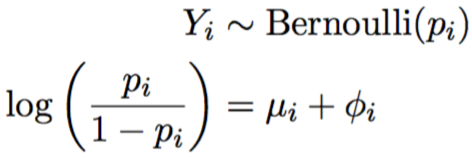 Y_i ∼ Bernoulli(p_i)
log ( p_i / (1 − p_i) ) = μ_i + ϕ_i